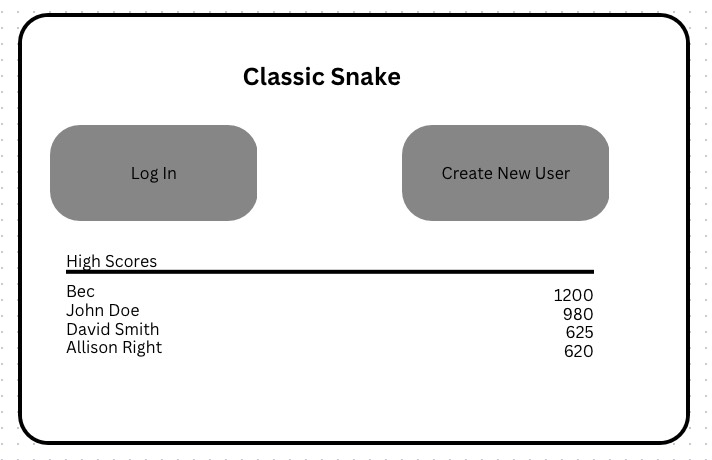 Classic Snake
Log In
Create New User
High Scores
Bec 1200
John Doe 980
David Smith 625
Allison Right 620